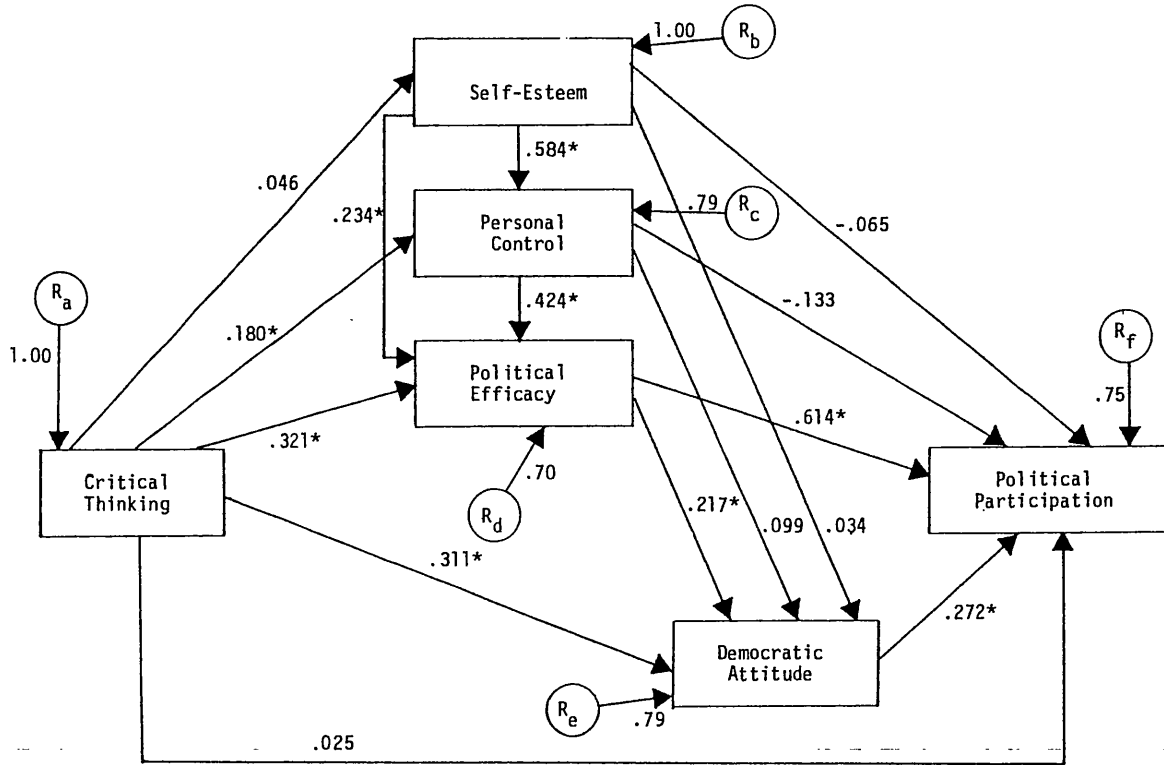 1.00
R_b
Self-Esteem
.584*
.046
.234*
.79
R_c
Personal
Control
-.065
R_a
.180*
.424*
-.133
1.00
R_f
Political
Efficacy
.75
.321*
.614*
Critical
Thinking
.70
R_d
.217*
.099
.034
Political
Participation
.311*
.272*
Democratic
Attitude
R_e
.79
.025